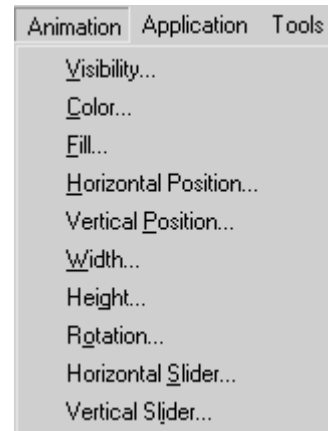 Animation Application Tools
Visibility...
Color...
Fill...
Horizontal Position...
Vertical Position...
Width...
Height...
Rotation...
Horizontal Slider...
Vertical Slider...